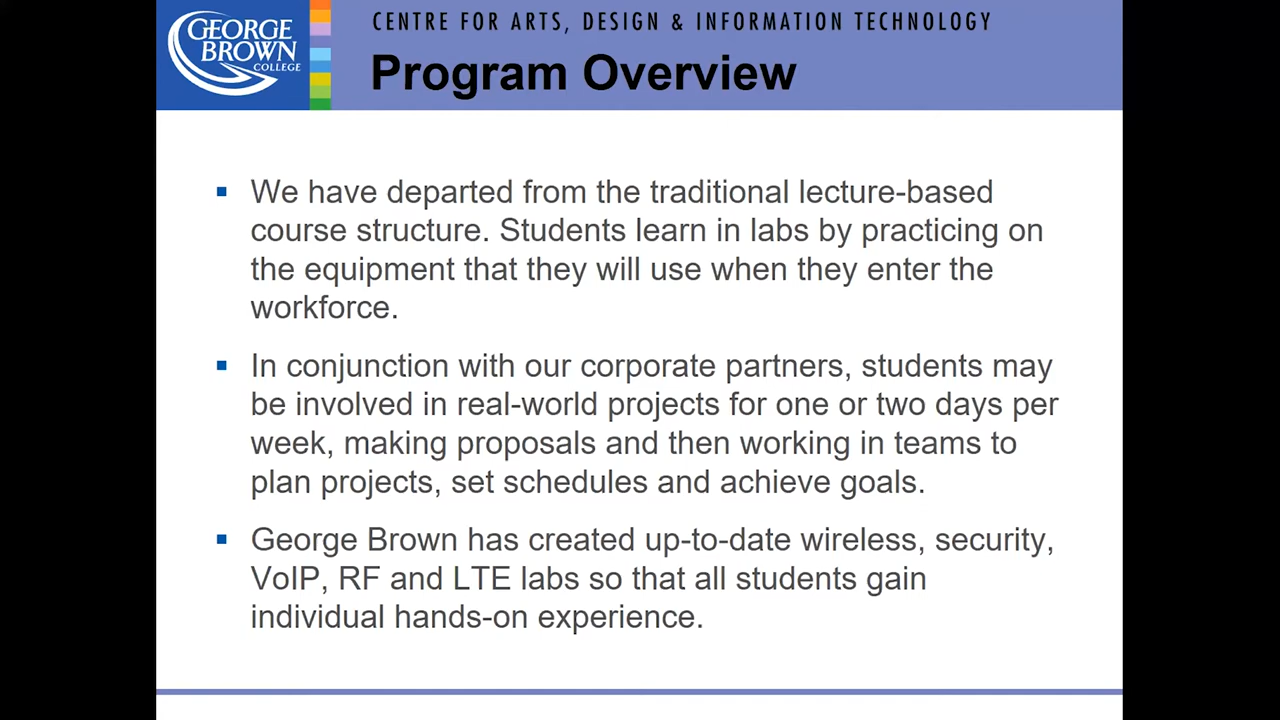 GEORGE
BROWN
COLLEGE
CENTRE FOR ARTS, DESIGN & INFORMATION TECHNOLOGY
Program Overview
We have departed from the traditional lecture-based
course structure. Students learn in labs by practicing on
the equipment that they will use when they enter the
workforce.
In conjunction with our corporate partners, students may
be involved in real-world projects for one or two days per
week, making proposals and then working in teams to
plan projects, set schedules and achieve goals.
George Brown has created up-to-date wireless, security,
VoIP, RF and LTE labs so that all students gain
individual hands-on experience.